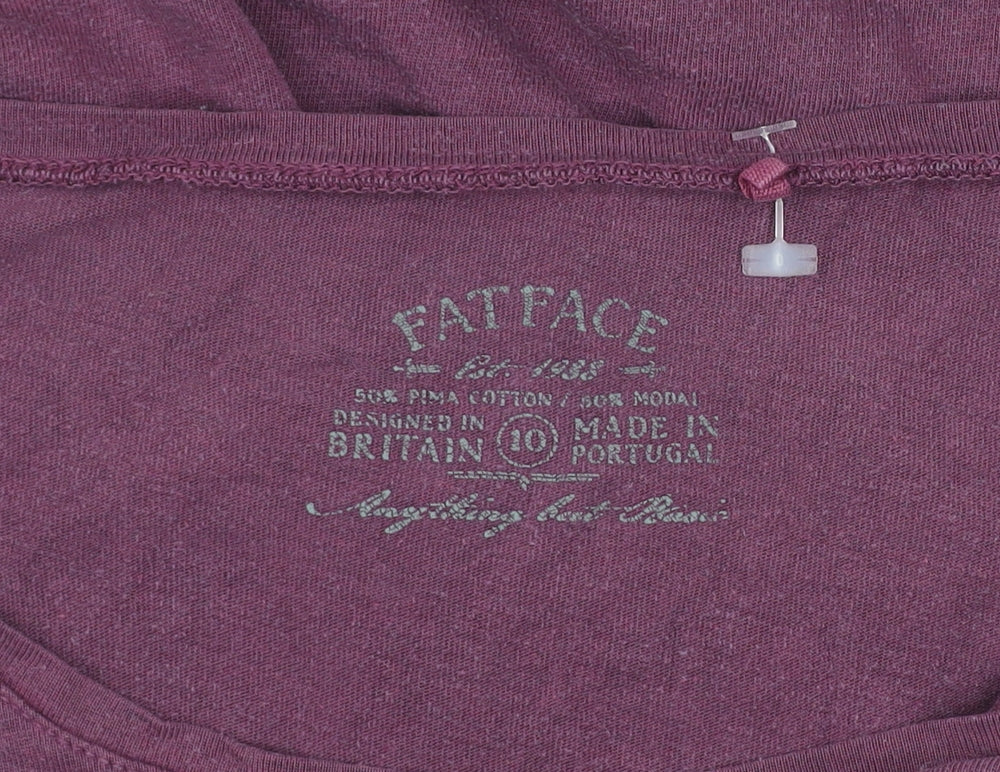 FATFACE
Est. 1988
50% PIMA COTTON / 50% MODAL
DESIGNED IN BRITAIN
10
MADE IN PORTUGAL
Anything but Basic